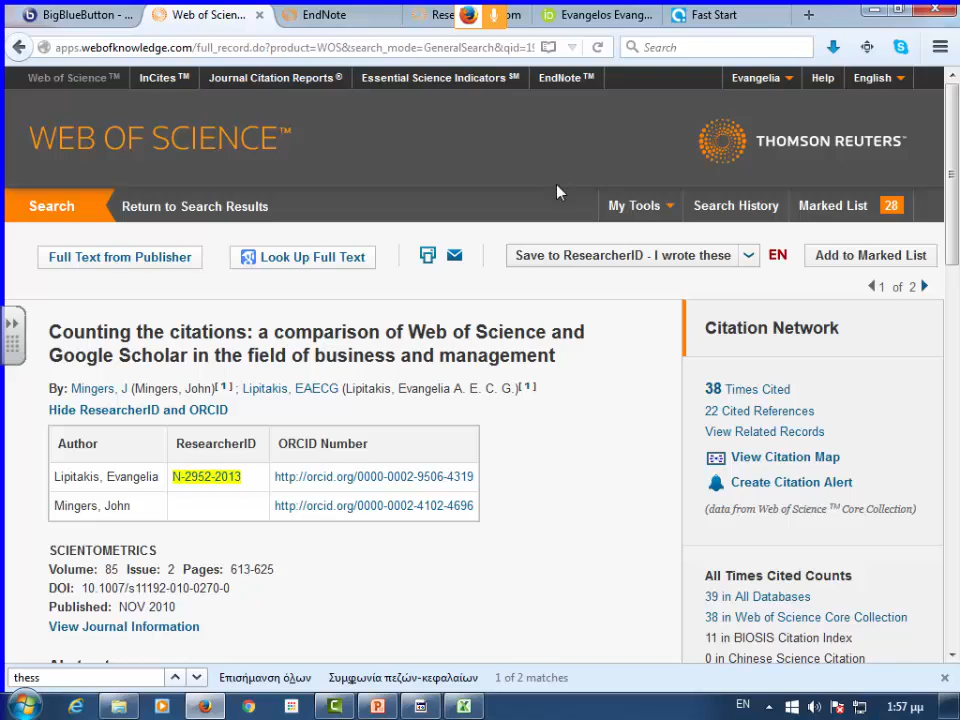 BigBlueButton - ...
Web of Scien...
EndNote
Rese
om
Evangelos Evang...
Fast Start
apps.webofknowledge.com/full_record.do?product=WOS&search_mode=GeneralSearch&qid=19
Search
Web of Science™
InCites™
Journal Citation Reports®
Essential Science Indicators℠
EndNote™
Evangelia
Help
English
WEB OF SCIENCE™
THOMSON REUTERS™
Search
Return to Search Results
My Tools
Search History
Marked List 28
Full Text from Publisher
Look Up Full Text
Save to ResearcherID - I wrote these
EN
Add to Marked List
1 of 2
Counting the citations: a comparison of Web of Science and
Google Scholar in the field of business and management
By: Mingers, J (Mingers, John)[1] ; Lipitakis, EAECG (Lipitakis, Evangelia A. E. C. G.)[1]
Hide ResearcherID and ORCID
Author ResearcherID ORCID Number
Lipitakis, Evangelia N-2952-2013 http://orcid.org/0000-0002-9506-4319
Mingers, John http://orcid.org/0000-0002-4102-4696
SCIENTOMETRICS
Volume: 85 Issue: 2 Pages: 613-625
DOI: 10.1007/s11192-010-0270-0
Published: NOV 2010
View Journal Information
Citation Network
38 Times Cited
22 Cited References
View Related Records
View Citation Map
Create Citation Alert
(data from Web of Science™ Core Collection)
All Times Cited Counts
39 in All Databases
38 in Web of Science Core Collection
11 in BIOSIS Citation Index
0 in Chinese Science Citation
thess
Επισήμανση όλων
Συμφωνία πεζών-κεφαλαίων
1 of 2 matches
EN
1:57 μμ